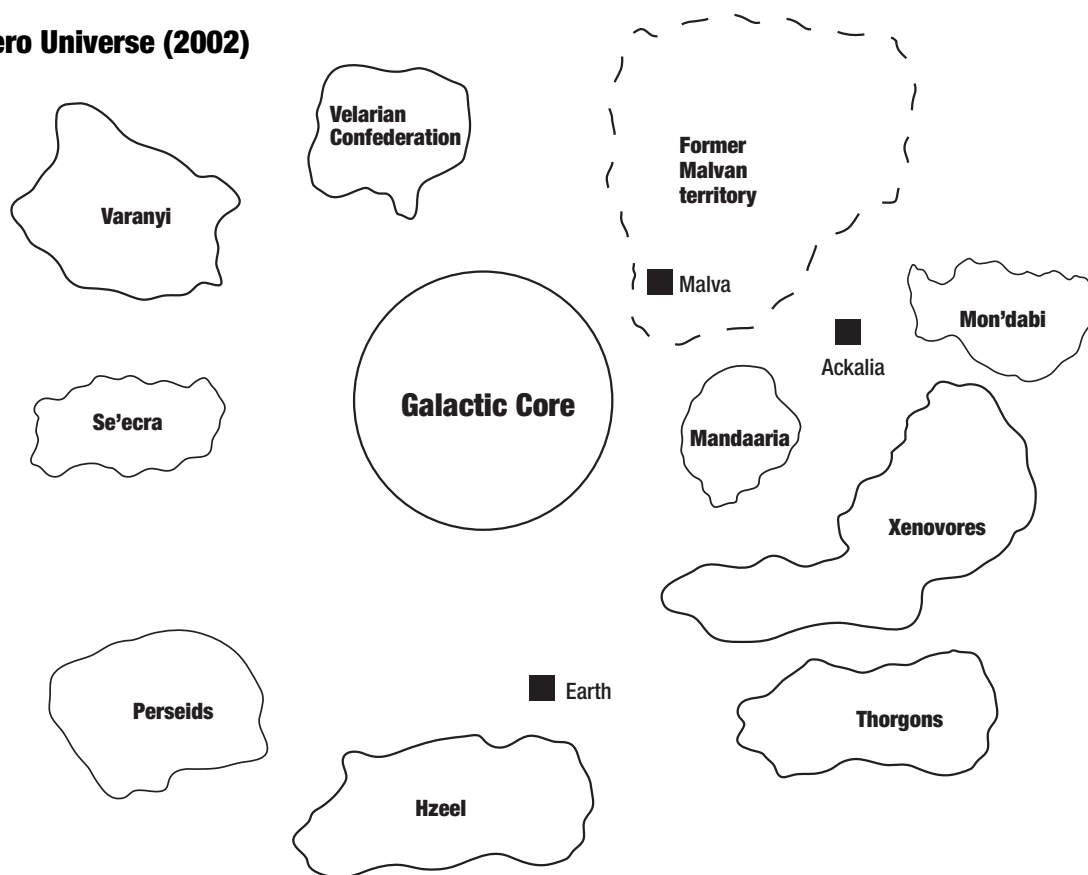 ero Universe (2002)
Velarian
Confederation
Former
Malvan
territory
Varanyi
Malva
Mon'dabi
Ackalia
Galactic Core
Se'ecra
Mandaaria
Xenovores
Earth
Perseids
Thorgons
Hzeel